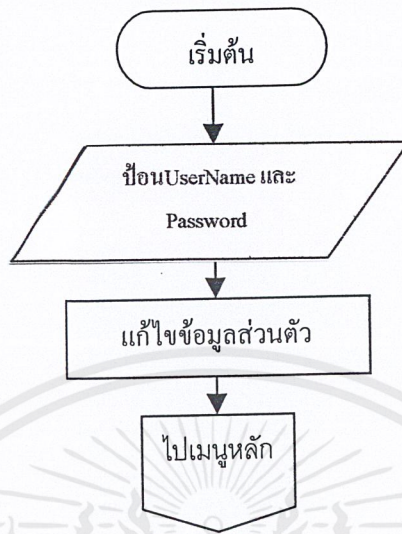 เริ่มต้น
ป้อนUserName และ
Password
แก้ไขข้อมูลส่วนตัว
ไปเมนูหลัก